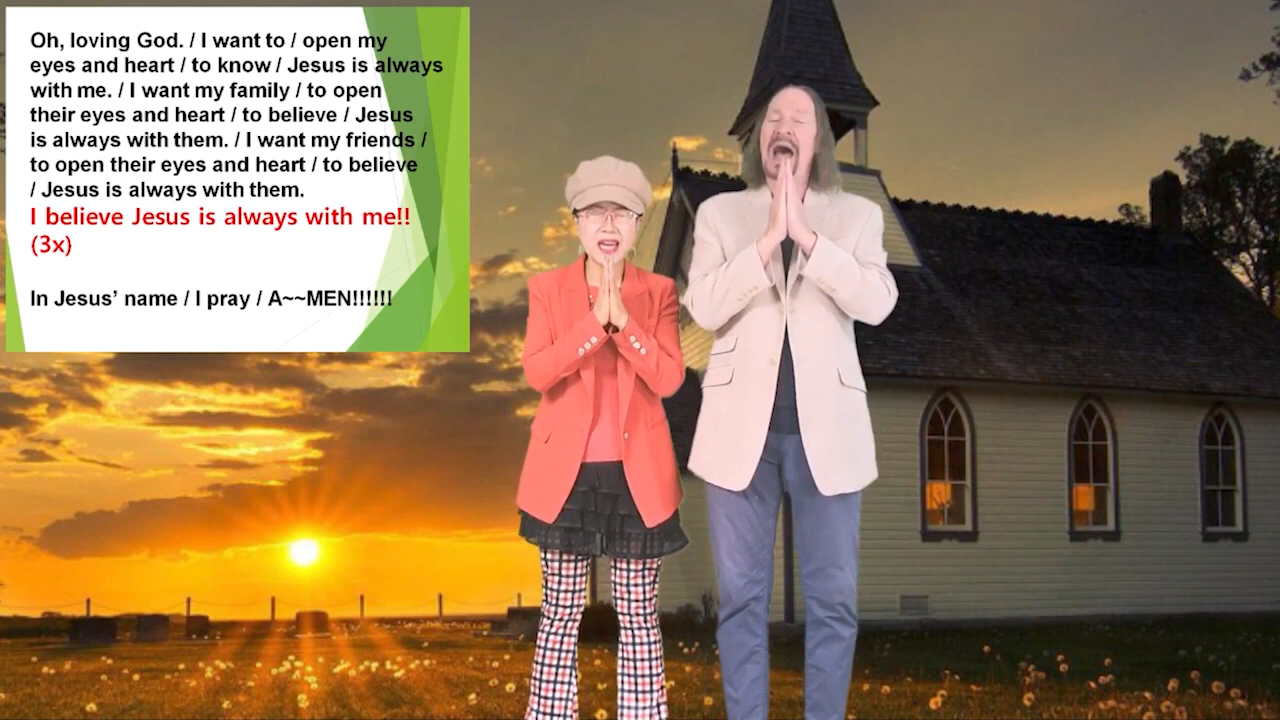 Oh, loving God. / I want to / open my
eyes and heart / to know / Jesus is always
with me. / I want my family / to open
their eyes and heart / to believe / Jesus
is always with them. / I want my friends /
to open their eyes and heart / to believe
/ Jesus is always with them.
I believe Jesus is always with me!!
(3x)
In Jesus’ name / I pray / A~~MEN!!!!!!